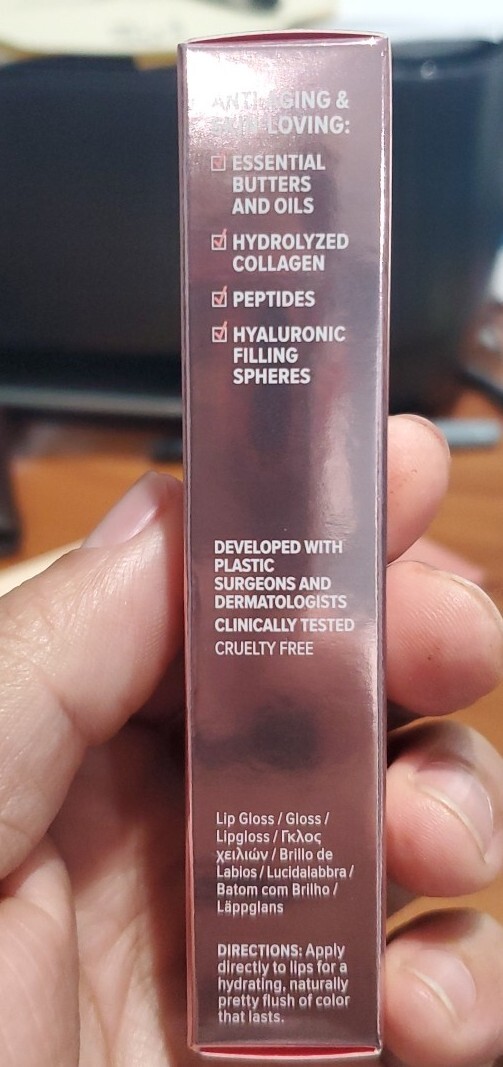 ANTI-AGING &
SKIN-LOVING:
ESSENTIAL
BUTTERS
AND OILS
HYDROLYZED
COLLAGEN
PEPTIDES
HYALURONIC
FILLING
SPHERES
DEVELOPED WITH
PLASTIC
SURGEONS AND
DERMATOLOGISTS
CLINICALLY TESTED
CRUELTY FREE
Lip Gloss / Gloss /
Lipgloss / Γκλος
χειλιών / Brillo de
Labios / Lucidalabbra /
Batom com Brilho /
Läppglans
DIRECTIONS: Apply
directly to lips for a
hydrating, naturally
pretty flush of color
that lasts.